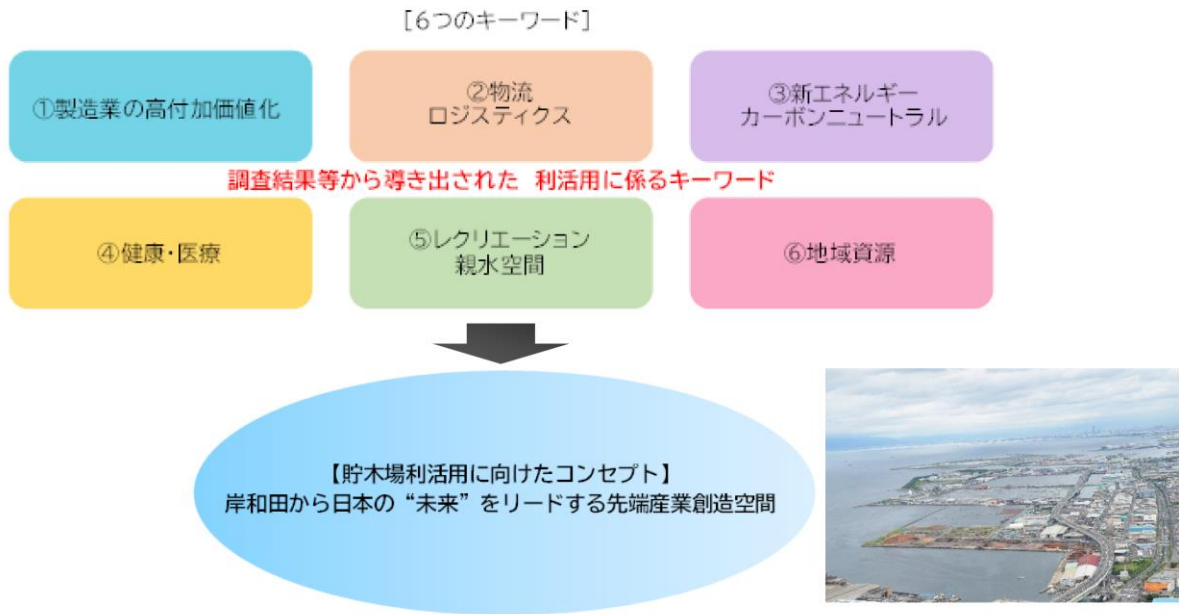 [6つのキーワード]
①製造業の高付加価値化
②物流
ロジスティクス
③新エネルギー
カーボンニュートラル
調査結果等から導き出された 利活用に係るキーワード
④健康・医療
⑤レクリエーション
親水空間
⑥地域資源
【貯木場利活用に向けたコンセプト】
岸和田から日本の“未来”をリードする先端産業創造空間